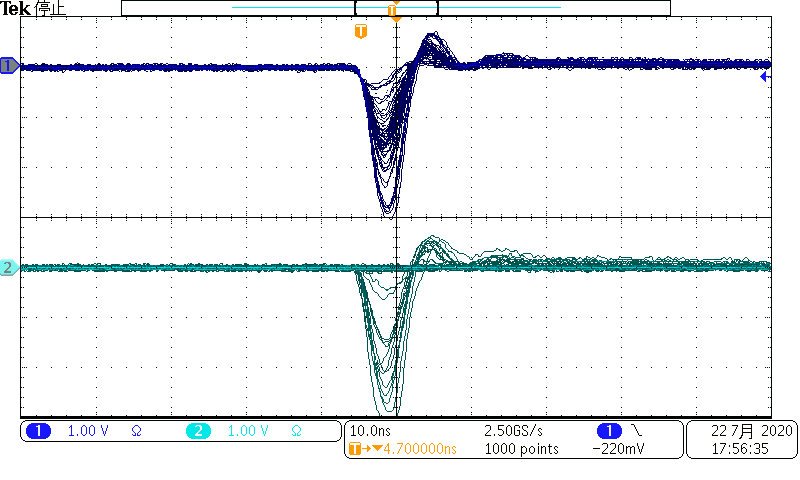 Tek 停止
T
T
1
2
1 1.00 V Ω 2 1.00 V Ω
10.0ns 2.50GS/s 1 \
T→▼4.700000ns 1000 points −220mV
22 7月 2020
17:56:35